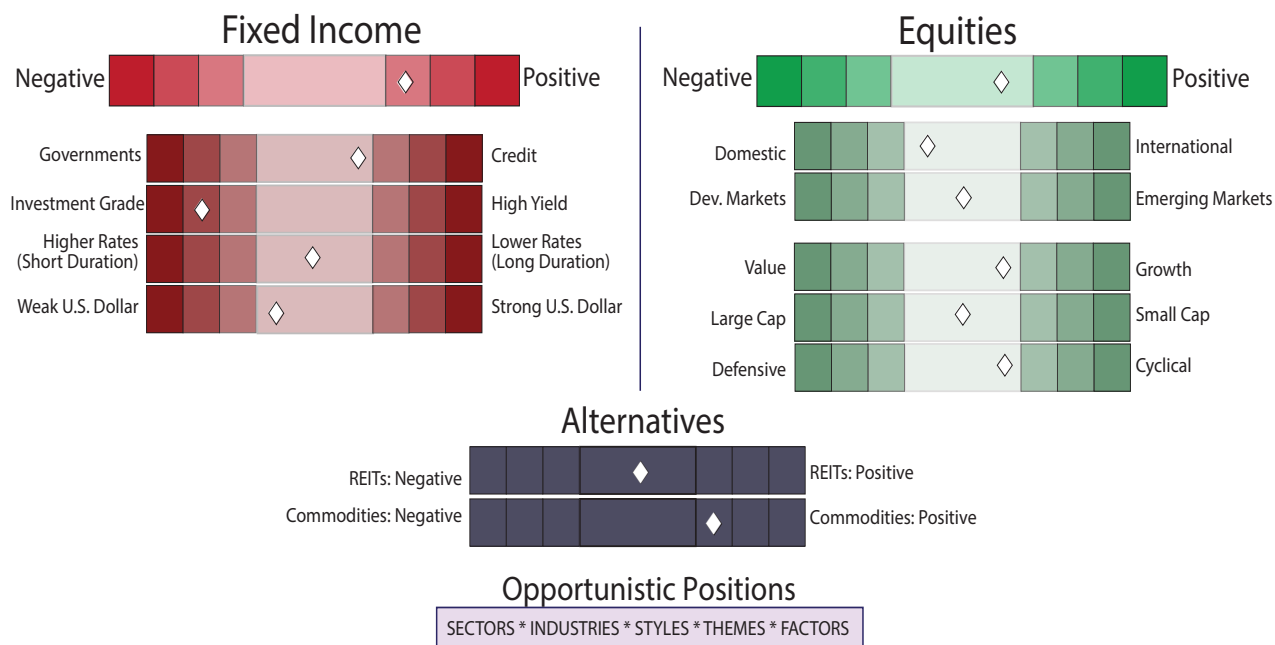 Fixed Income
Negative
Positive
Governments
Credit
Investment Grade
High Yield
Higher Rates
(Short Duration)
Lower Rates
(Long Duration)
Weak U.S. Dollar
Strong U.S. Dollar
Equities
Negative
Positive
Domestic
International
Dev. Markets
Emerging Markets
Value
Growth
Large Cap
Small Cap
Defensive
Cyclical
Alternatives
REITs: Negative
REITs: Positive
Commodities: Negative
Commodities: Positive
Opportunistic Positions
SECTORS * INDUSTRIES * STYLES * THEMES * FACTORS